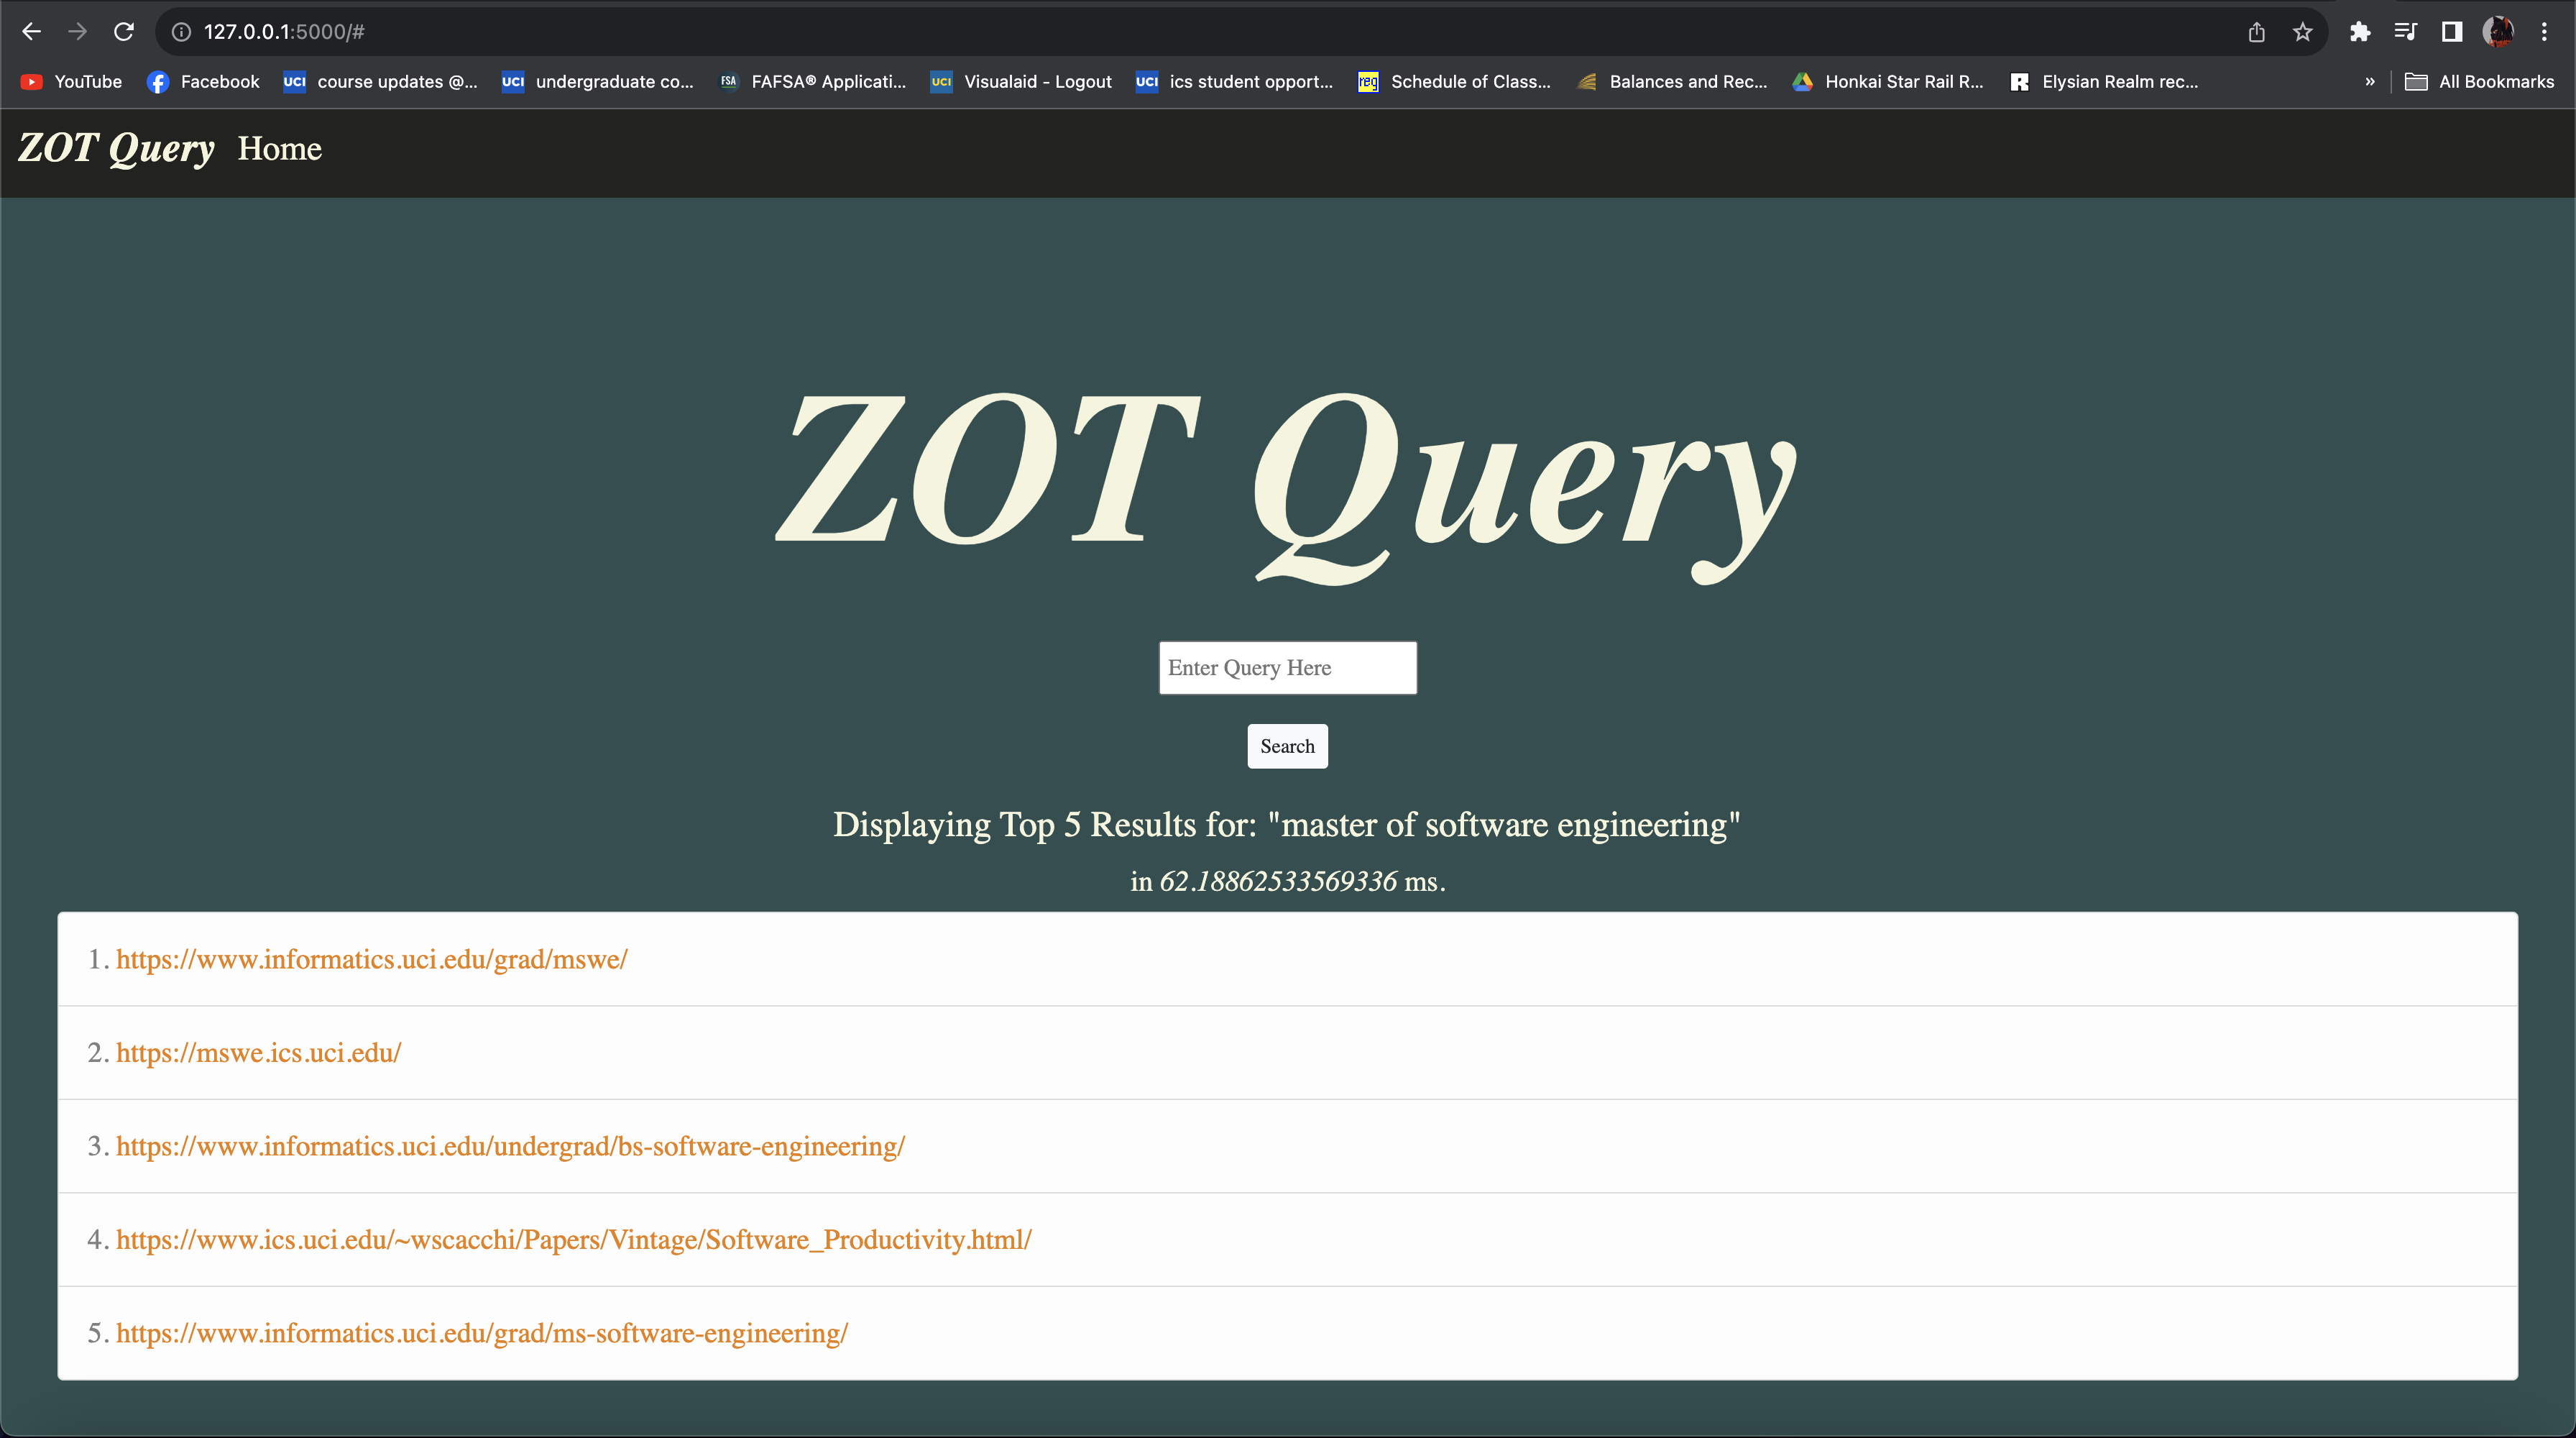 127.0.0.1:5000/#
YouTube Facebook UCI course updates @... UCI undergraduate co... FSA FAFSA® Applicati... UCI Visualaid - Logout UCI ics student opport... reg Schedule of Class... Balances and Rec... Honkai Star Rail R... Elysian Realm rec... » All Bookmarks
ZOT Query Home
ZOT Query
Enter Query Here
Search
Displaying Top 5 Results for: "master of software engineering"
in 62.18862533569336 ms.
1. https://www.informatics.uci.edu/grad/mswe/
2. https://mswe.ics.uci.edu/
3. https://www.informatics.uci.edu/undergrad/bs-software-engineering/
4. https://www.ics.uci.edu/~wscacchi/Papers/Vintage/Software_Productivity.html/
5. https://www.informatics.uci.edu/grad/ms-software-engineering/